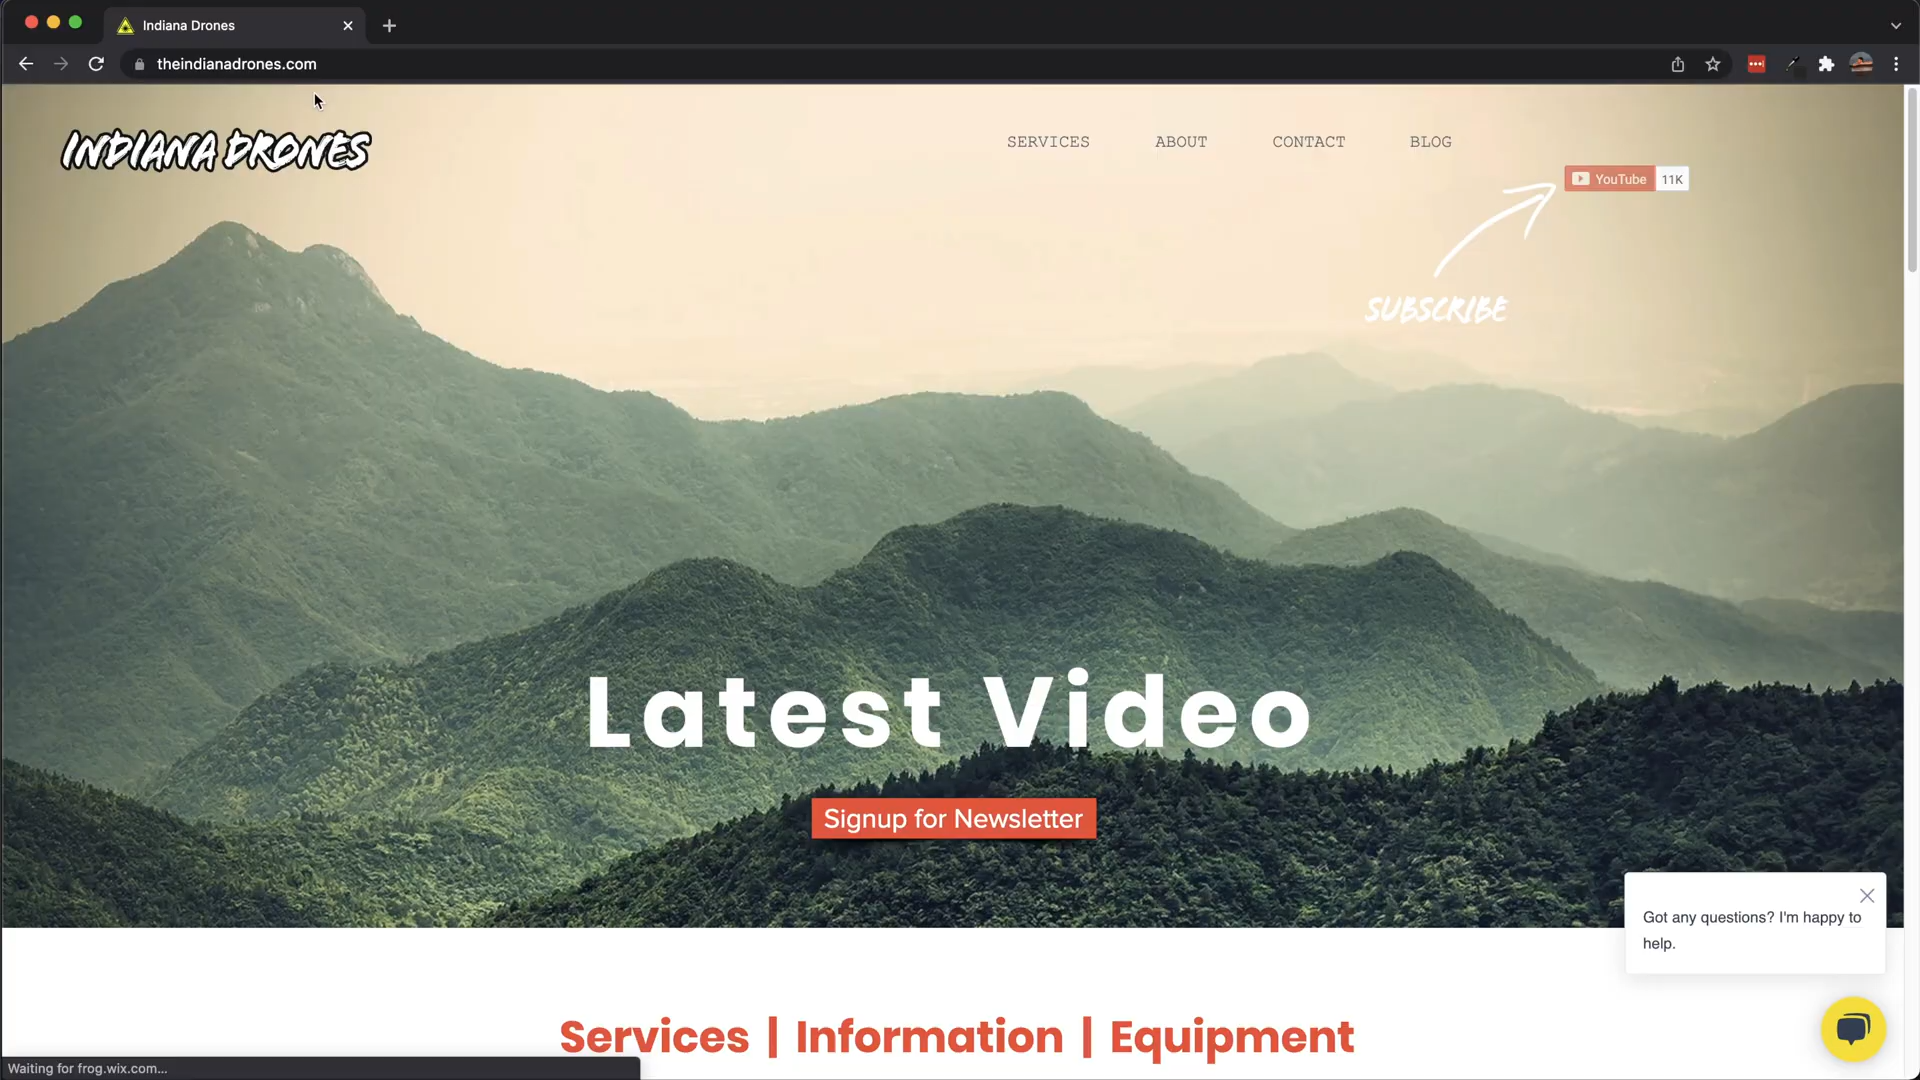 Indiana Drones
theindianadrones.com
INDIANA DRONES
SERVICES ABOUT CONTACT BLOG
YouTube 11K
SUBSCRIBE
Latest Video
Signup for Newsletter
Got any questions? I'm happy to
help.
Services | Information | Equipment
Waiting for frog.wix.com...